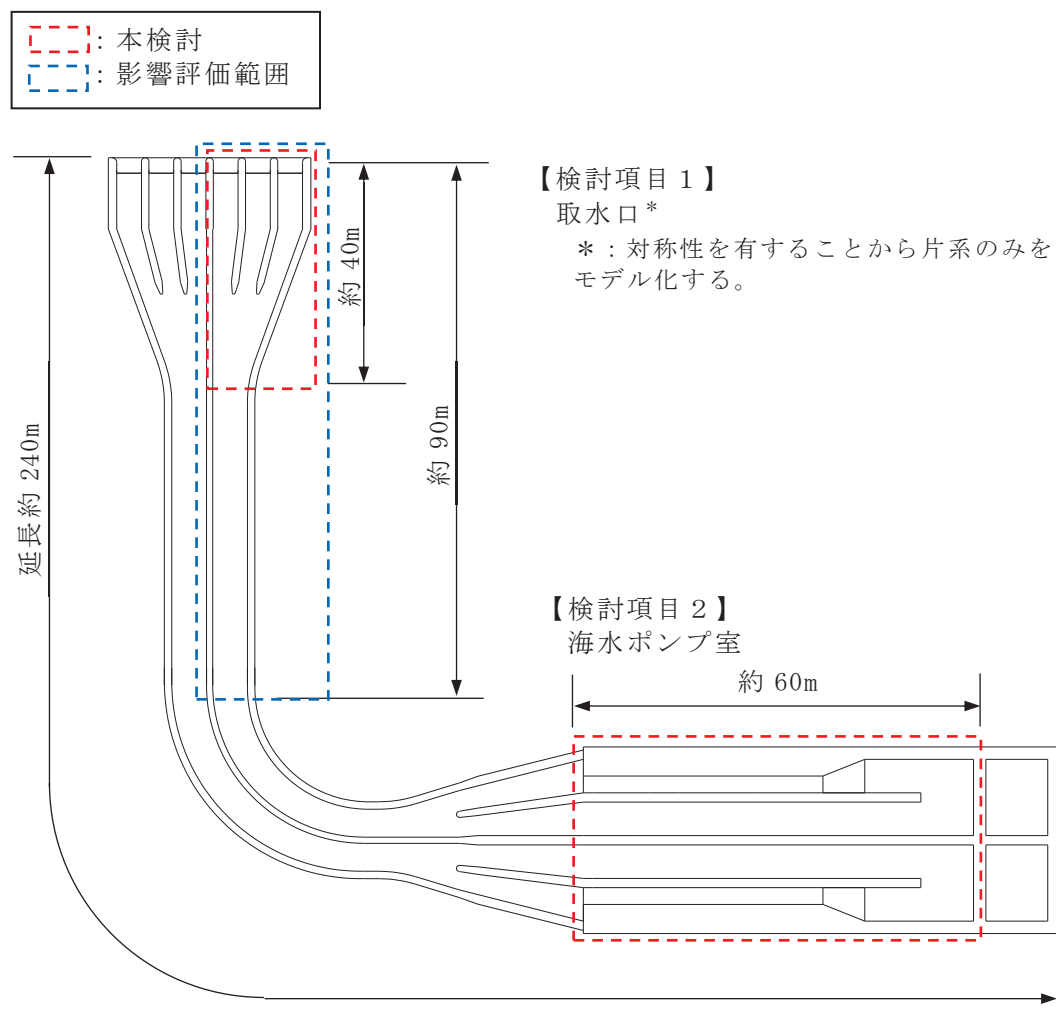 : 本検討
: 影響評価範囲
【検討項目１】
取水口*
＊：対称性を有することから片系のみを
モデル化する。
約 40m
約 90m
延長約 240m
【検討項目２】
海水ポンプ室
約 60m